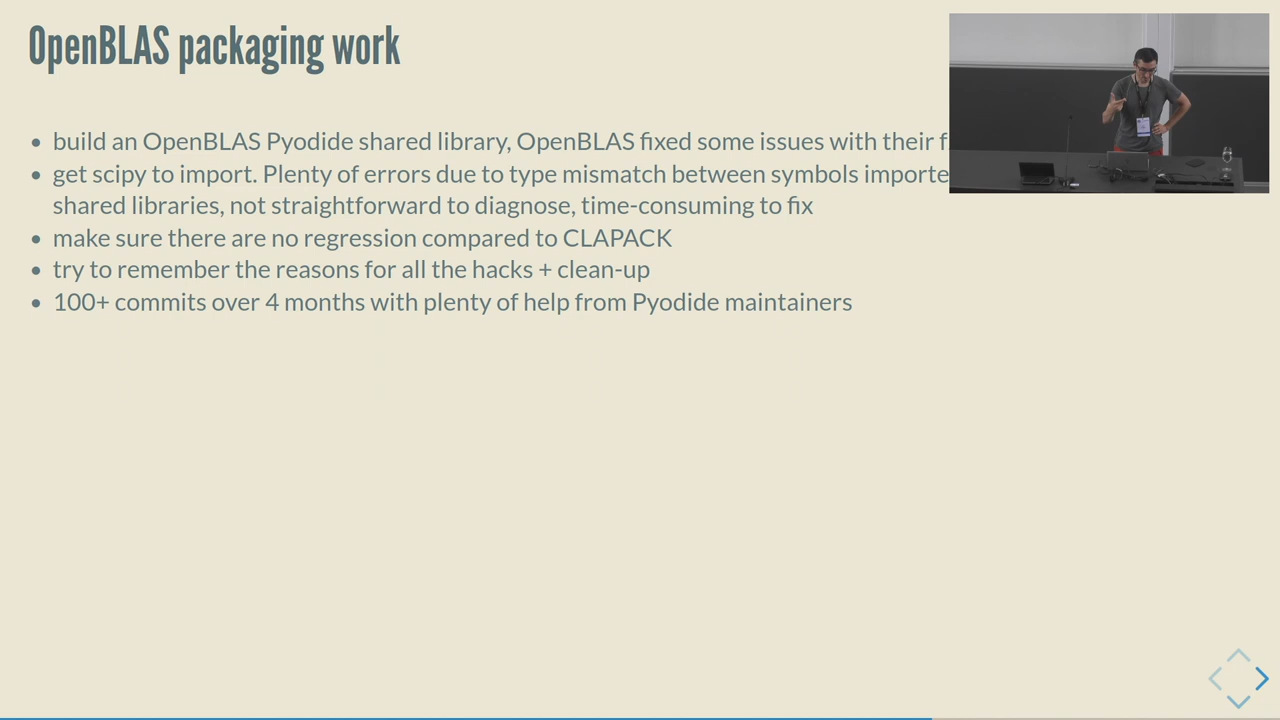 OpenBLAS packaging work
build an OpenBLAS Pyodide shared library, OpenBLAS fixed some issues with their
get scipy to import. Plenty of errors due to type mismatch between symbols
shared libraries, not straightforward to diagnose, time-consuming to fix
make sure there are no regression compared to CLAPACK
try to remember the reasons for all the hacks + clean-up
100+ commits over 4 months with plenty of help from Pyodide maintainers